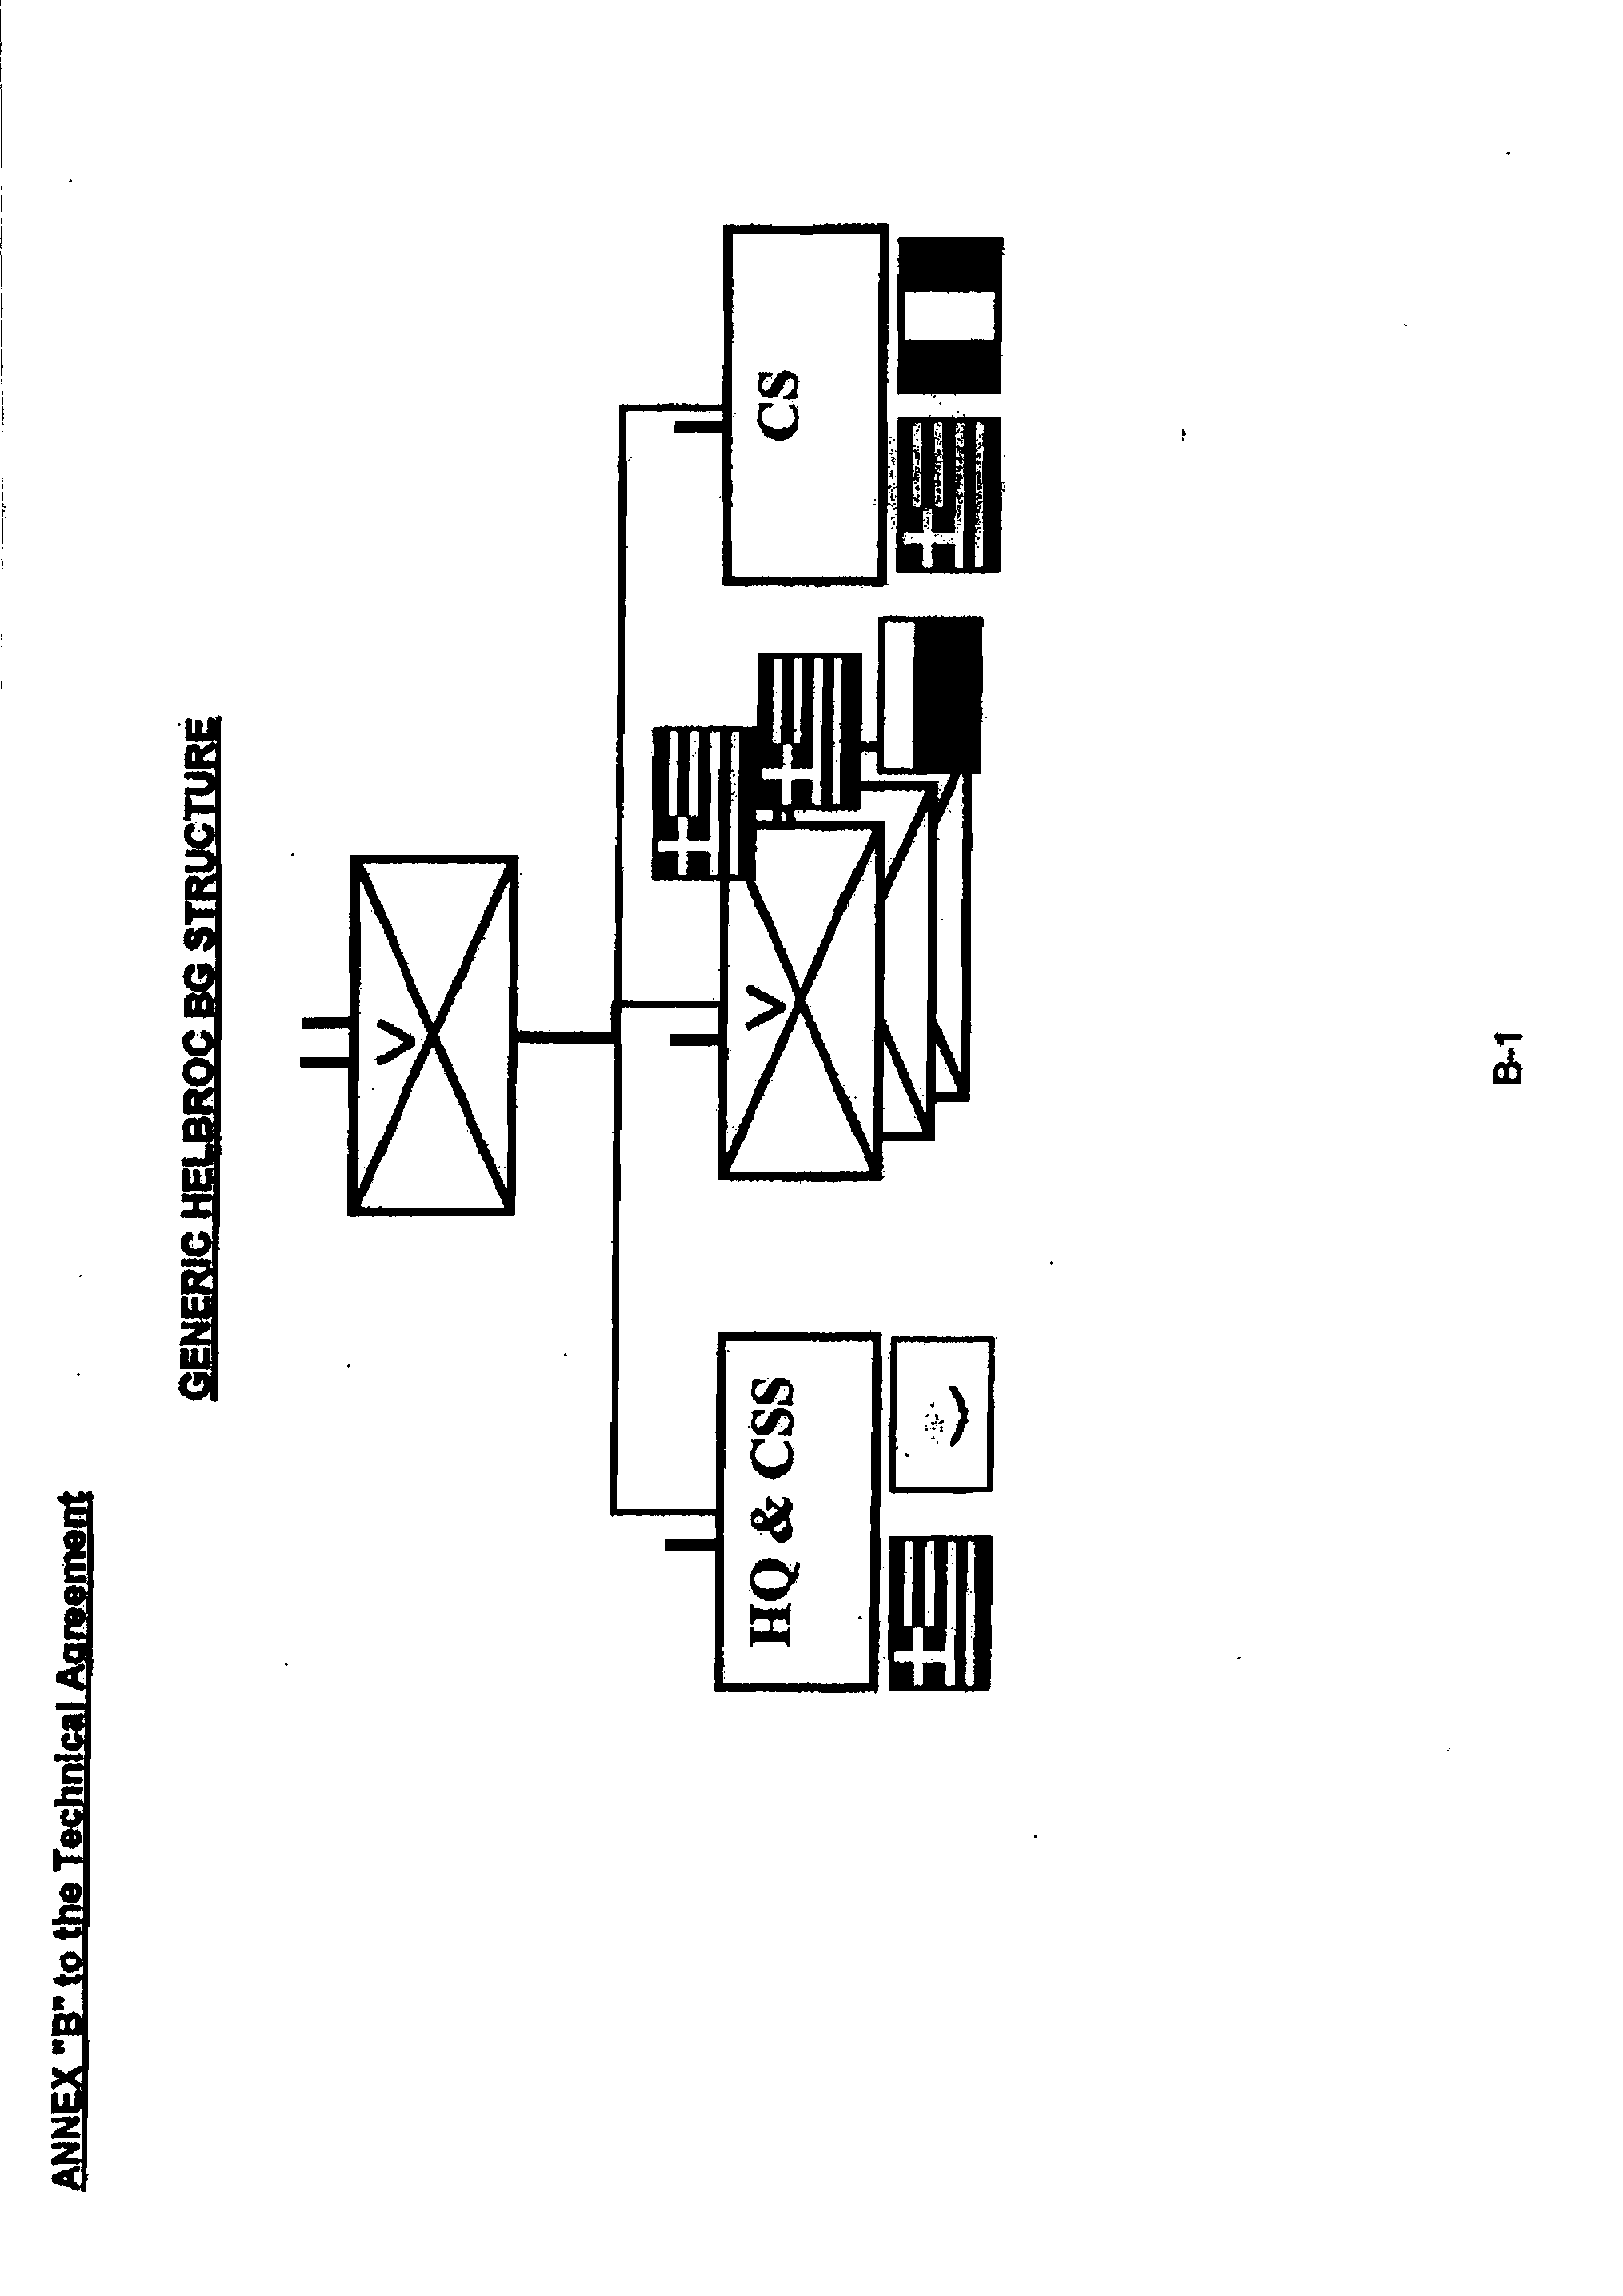 ANNEX "B" to the Technical Agreement
GENERIC HELBROC BG STRUCTURE
V
HQ & CSS
V
CS
B-1